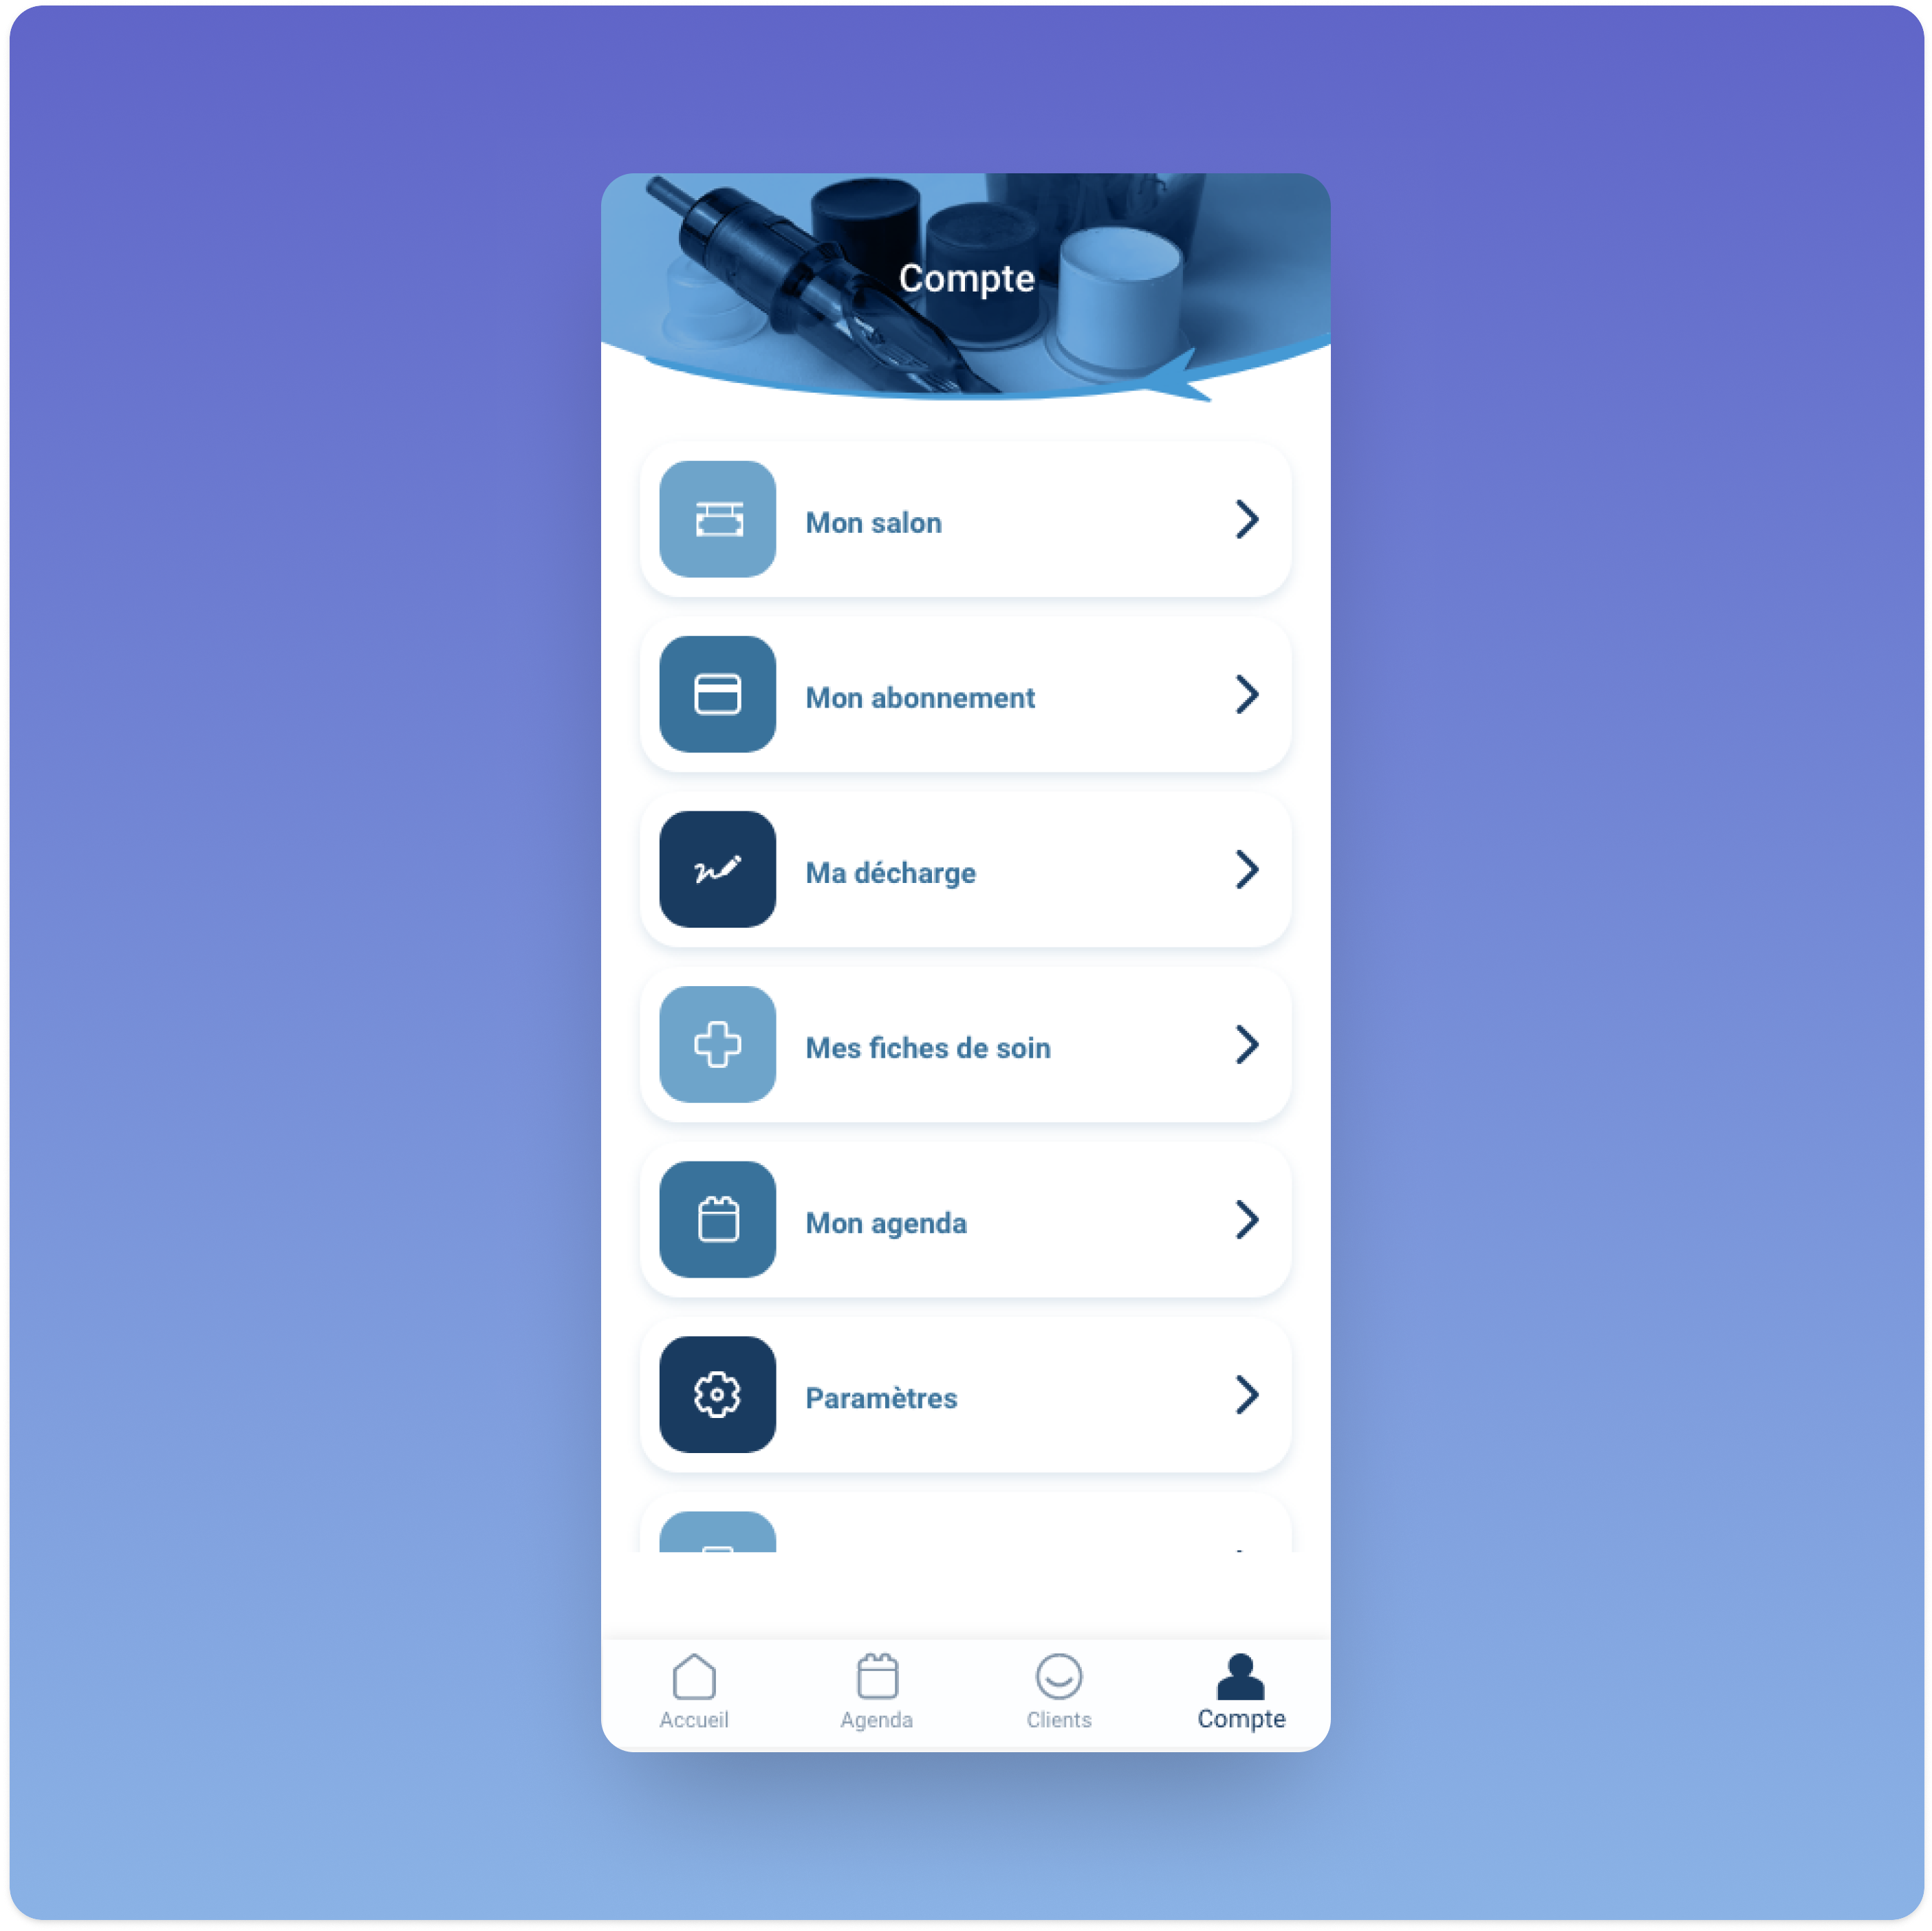 Compte
Mon salon
Mon abonnement
Ma décharge
Mes fiches de soin
Mon agenda
Paramètres
Accueil
Agenda
Clients
Compte